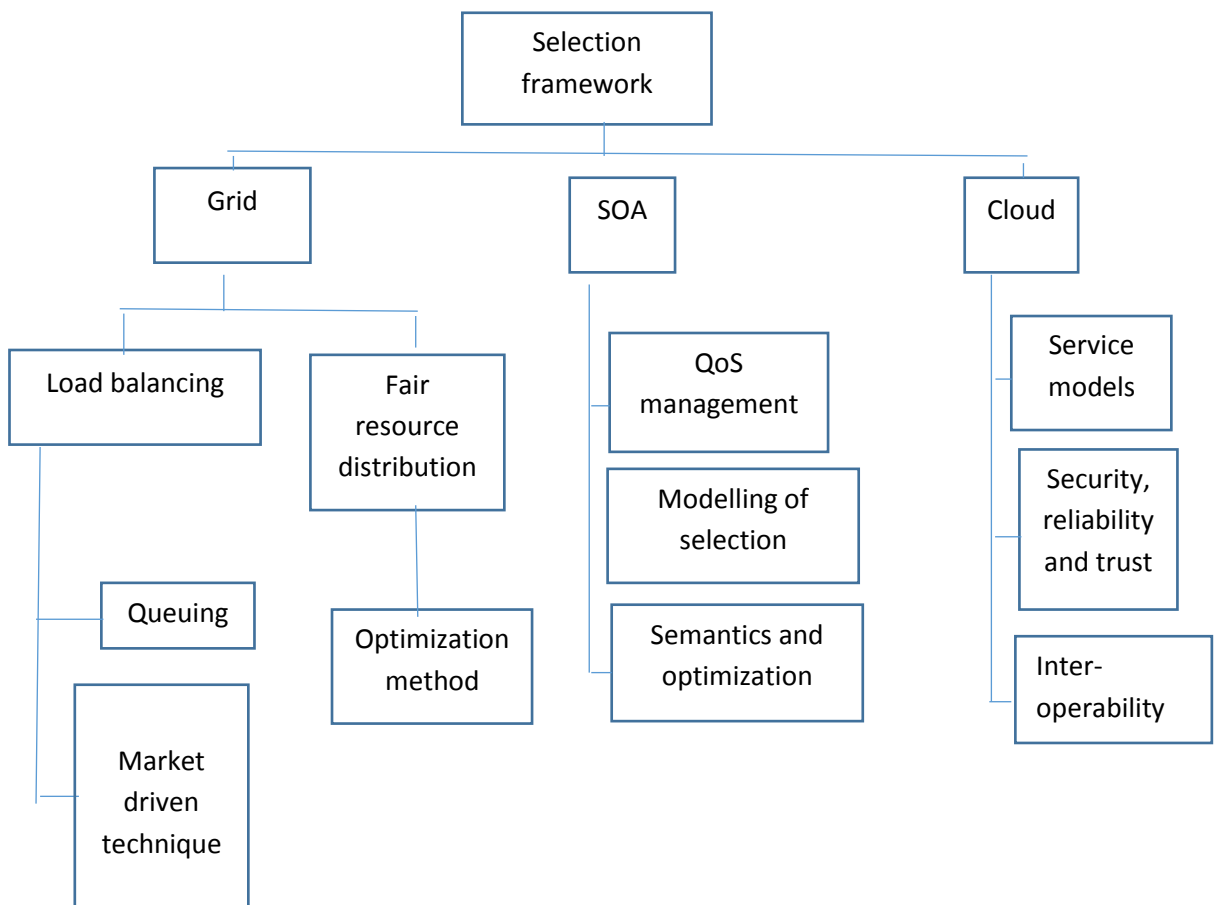 Selection
framework
Grid
SOA
Cloud
Load balancing
Fair
resource
distribution
QoS
management
Service
models
Modelling of
selection
Security,
reliability
and trust
Queuing
Optimization
method
Semantics and
optimization
Inter-
operability
Market
driven
technique